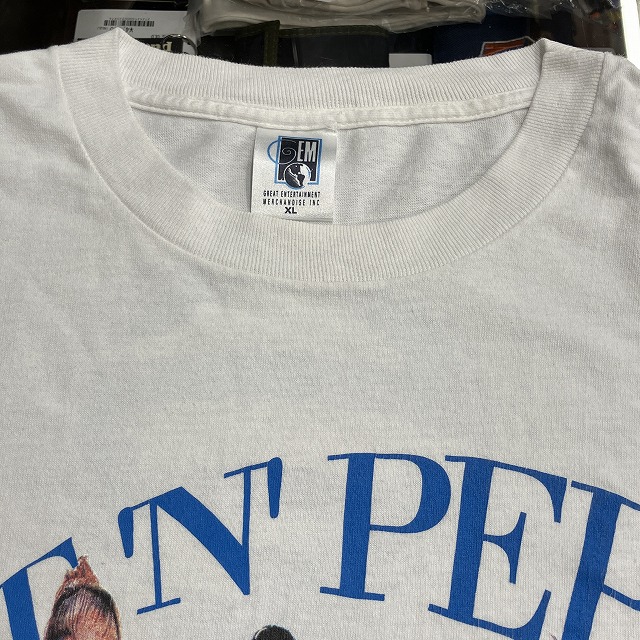 GEM
GREAT ENTERTAINMENT
MERCHANDISE INC
XL
T 'N' PEP